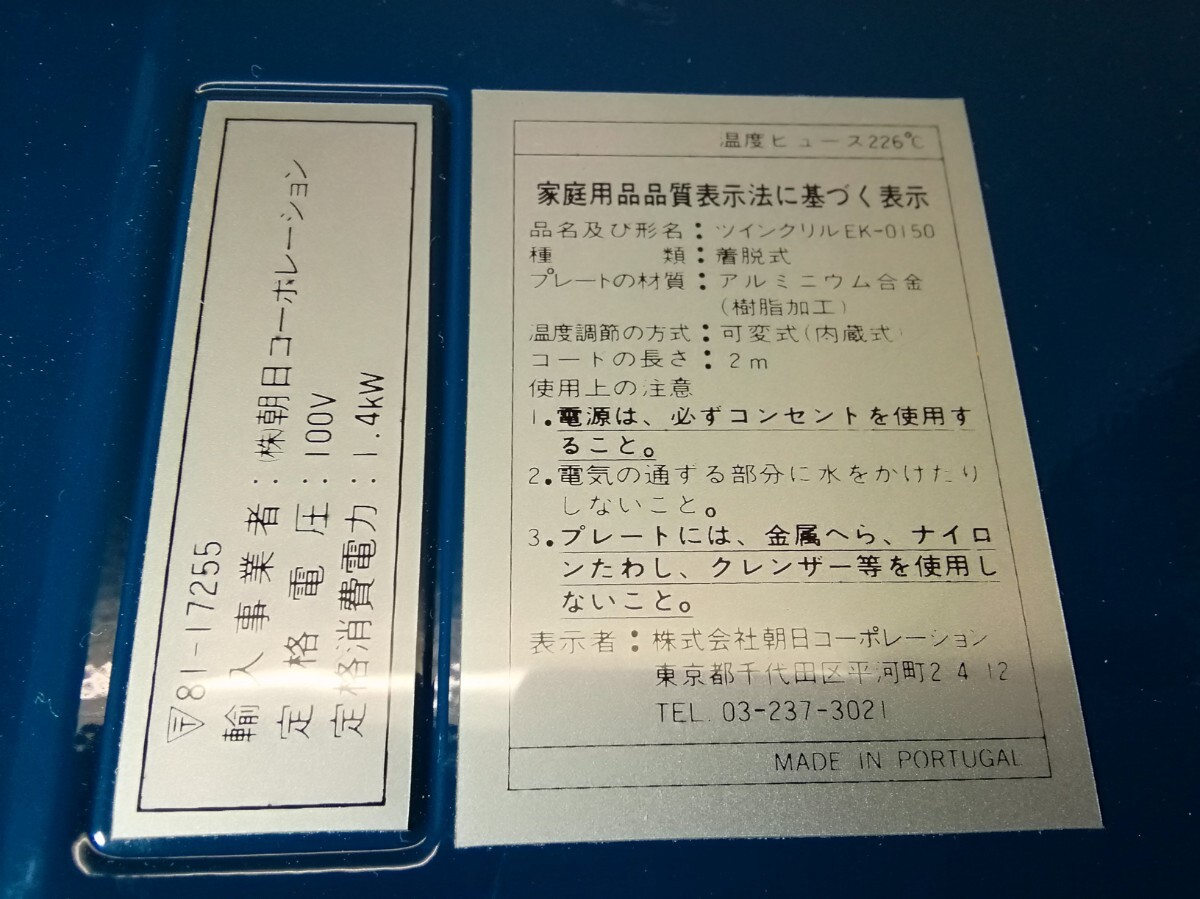 〒81-17255
輸入事業者：(株)朝日コーポレーション
定格電圧：100V
定格消費電力：1.4kW
温度ヒューズ226℃
家庭用品品質表示法に基づく表示
品名及び形名：ツイングリルEK-0150
種類：着脱式
プレートの材質：アルミニウム合金
(樹脂加工)
温度調節の方式：可変式(内蔵式)
コードの長さ：2m
使用上の注意
1.電源は、必ずコンセントを使用す
ること。
2.電気の通ずる部分に水をかけたり
しないこと。
3.プレートには、金属へら、ナイロ
ンたわし、クレンザー等を使用し
ないこと。
表示者：株式会社朝日コーポレーション
東京都千代田区平河町2 4 12
TEL. 03-237-3021
MADE IN PORTUGAL